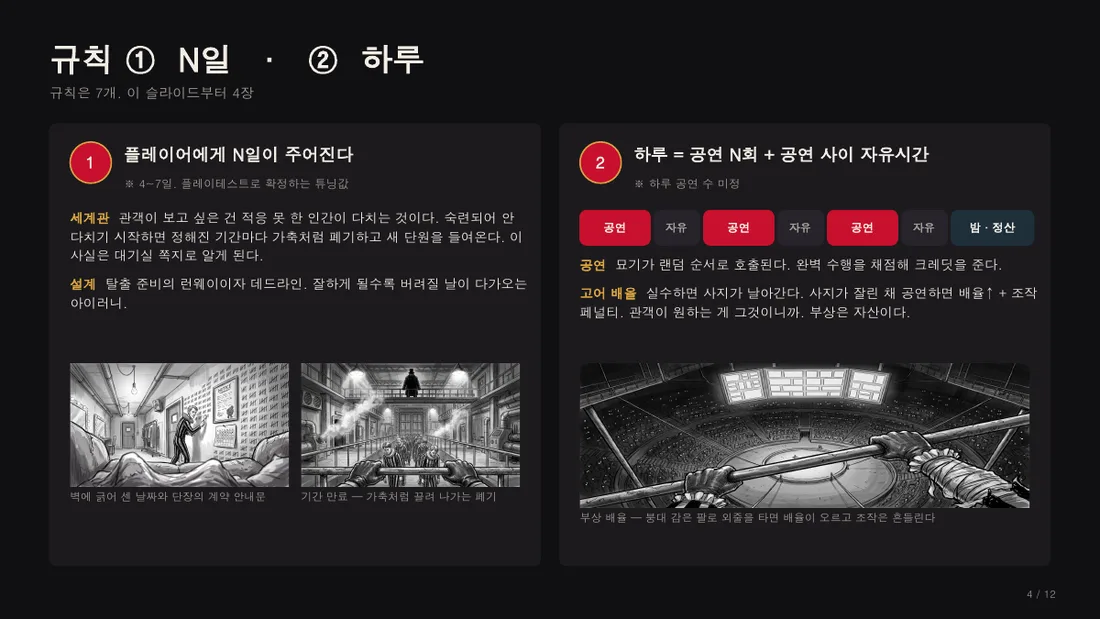 규칙 ① N일 · ② 하루
규칙은 7개. 이 슬라이드부터 4장
1
플레이어에게 N일이 주어진다
※ 4~7일. 플레이테스트로 확정하는 튜닝값
세계관 관객이 보고 싶은 건 적응 못 한 인간이 다치는 것이다. 숙련되어 안
다치기 시작하면 정해진 기간마다 가축처럼 폐기하고 새 단원을 들여온다. 이
사실은 대기실 쪽지로 알게 된다.
설계 탈출 준비의 런웨이이자 데드라인. 잘하게 될수록 버려질 날이 다가오는
아이러니.
벽에 긁어 센 날짜와 단장의 계약 안내문
기간 만료 — 가축처럼 끌려 나가는 폐기
2
하루 = 공연 N회 + 공연 사이 자유시간
※ 하루 공연 수 미정
공연 자유 공연 자유 공연 자유 밤 · 정산
공연 묘기가 랜덤 순서로 호출된다. 완벽 수행을 채점해 크레딧을 준다.
고어 배율 실수하면 사지가 날아간다. 사지가 잘린 채 공연하면 배율↑ + 조작
페널티. 관객이 원하는 게 그것이니까. 부상은 자산이다.
부상 배율 — 붕대 감은 팔로 외줄을 타면 배율이 오르고 조작은 흔들린다
4 / 12